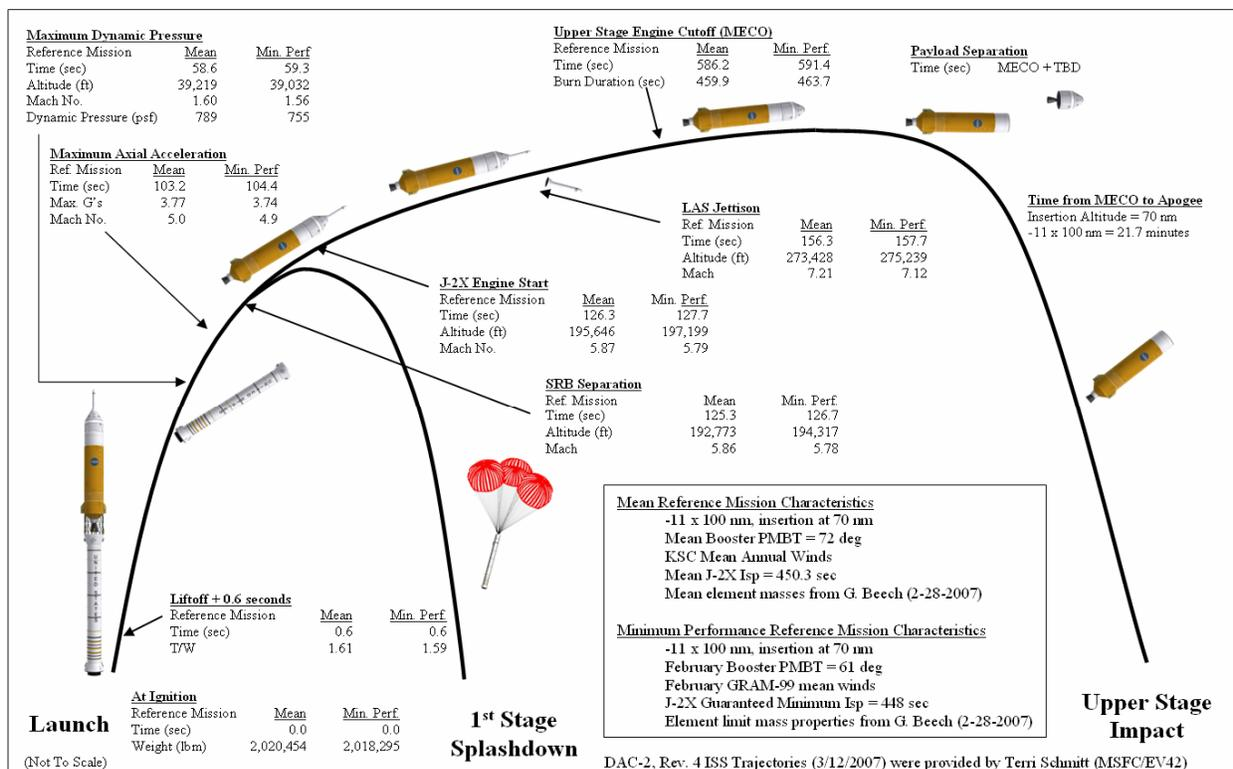 Maximum Dynamic Pressure
Reference Mission Mean Min. Perf
Time (sec) 58.6 59.3
Altitude (ft) 39,219 39,032
Mach No. 1.60 1.56
Dynamic Pressure (psf) 789 755
Maximum Axial Acceleration
Ref. Mission Mean Min. Perf
Time (sec) 103.2 104.4
Max. G's 3.77 3.74
Mach No. 5.0 4.9
Upper Stage Engine Cutoff (MECO)
Reference Mission Mean Min. Perf.
Time (sec) 586.2 591.4
Burn Duration (sec) 459.9 463.7
Payload Separation
Time (sec) MECO + TBD
Time from MECO to Apogee
Insertion Altitude = 70 nm
-11 x 100 nm = 21.7 minutes
LAS Jettison
Ref. Mission Mean Min. Perf.
Time (sec) 156.3 157.7
Altitude (ft) 273,428 275,239
Mach 7.21 7.12
J-2X Engine Start
Reference Mission Mean Min. Perf.
Time (sec) 126.3 127.7
Altitude (ft) 195,646 197,199
Mach No. 5.87 5.79
SRB Separation
Ref. Mission Mean Min. Perf.
Time (sec) 125.3 126.7
Altitude (ft) 192,773 194,317
Mach 5.86 5.78
Liftoff + 0.6 seconds
Reference Mission Mean Min. Perf.
Time (sec) 0.6 0.6
T/W 1.61 1.59
At Ignition
Reference Mission Mean Min. Perf.
Time (sec) 0.0 0.0
Weight (lbm) 2,020,454 2,018,295
Launch
(Not To Scale)
1st Stage
Splashdown
Mean Reference Mission Characteristics
-11 x 100 nm, insertion at 70 nm
Mean Booster PMBT = 72 deg
KSC Mean Annual Winds
Mean J-2X Isp = 450.3 sec
Mean element masses from G. Beech (2-28-2007)
Minimum Performance Reference Mission Characteristics
-11 x 100 nm, insertion at 70 nm
February Booster PMBT = 61 deg
February GRAM-99 mean winds
J-2X Guaranteed Minimum Isp = 448 sec
Element limit mass properties from G. Beech (2-28-2007)
Upper Stage
Impact
DAC-2, Rev. 4 ISS Trajectories (3/12/2007) were provided by Terri Schmitt (MSFC/EV42)